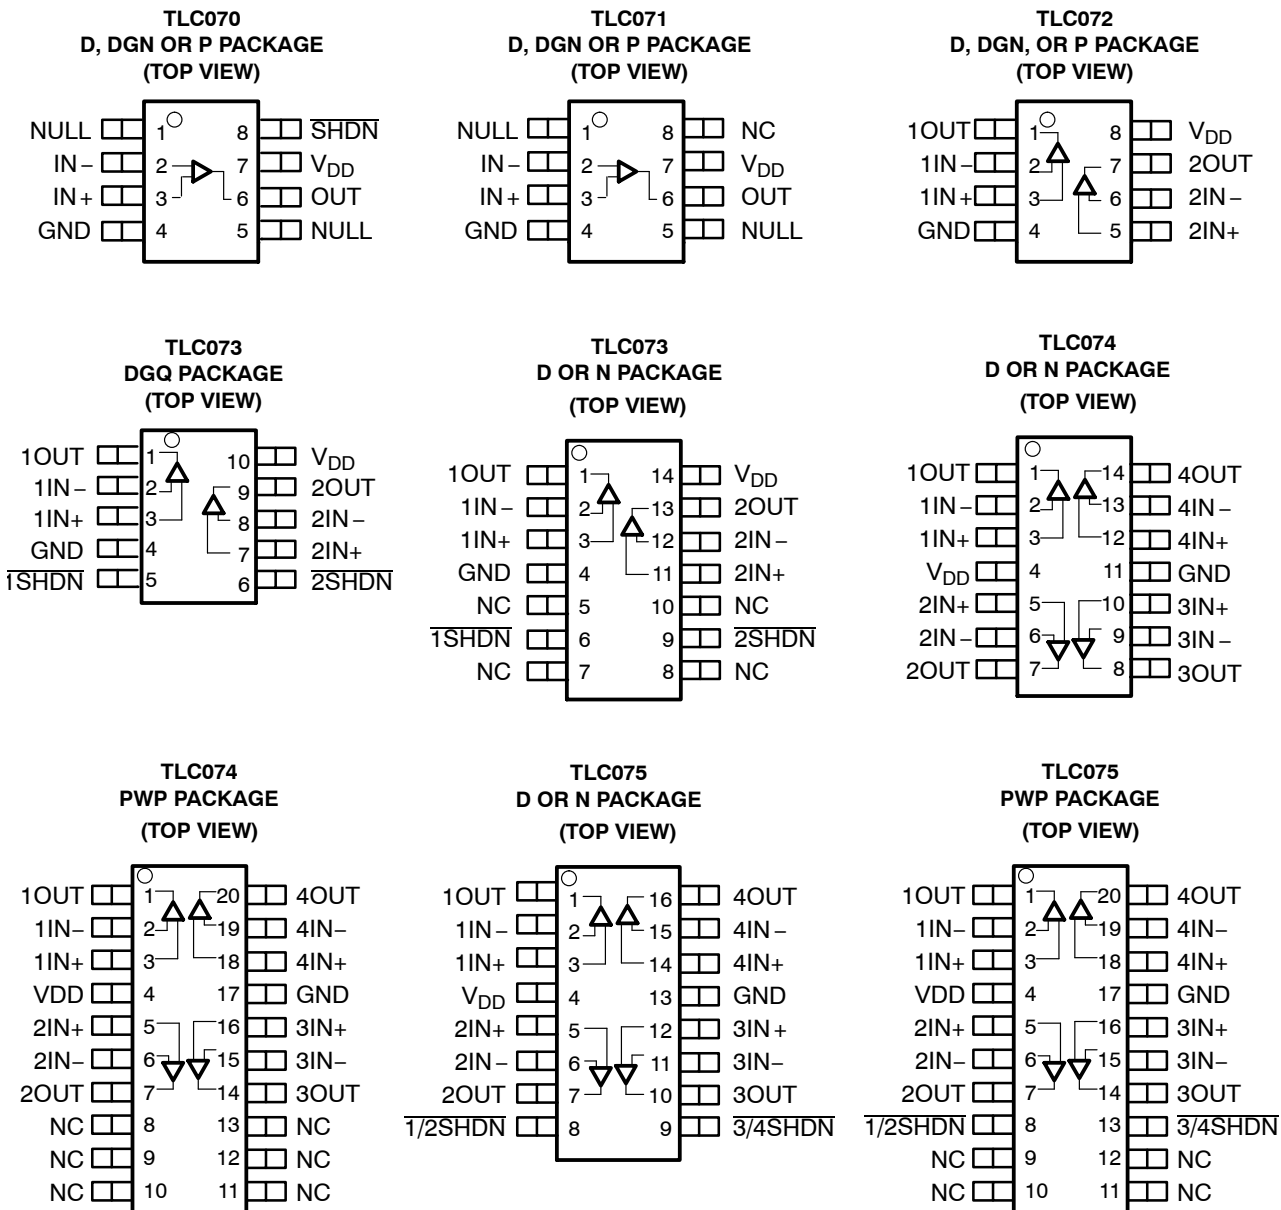 TLC070
D, DGN OR P PACKAGE
(TOP VIEW)
NULL 1 8 SHDN
IN− 2 7 VDD
IN+ 3 6 OUT
GND 4 5 NULL
TLC071
D, DGN OR P PACKAGE
(TOP VIEW)
NULL 1 8 NC
IN− 2 7 VDD
IN+ 3 6 OUT
GND 4 5 NULL
TLC072
D, DGN, OR P PACKAGE
(TOP VIEW)
1OUT 1 8 VDD
1IN− 2 7 2OUT
1IN+ 3 6 2IN−
GND 4 5 2IN+
TLC073
DGQ PACKAGE
(TOP VIEW)
1OUT 1 10 VDD
1IN− 2 9 2OUT
1IN+ 3 8 2IN−
GND 4 7 2IN+
1SHDN 5 6 2SHDN
TLC073
D OR N PACKAGE
(TOP VIEW)
1OUT 1 14 VDD
1IN− 2 13 2OUT
1IN+ 3 12 2IN−
GND 4 11 2IN+
NC 5 10 NC
1SHDN 6 9 2SHDN
NC 7 8 NC
TLC074
D OR N PACKAGE
(TOP VIEW)
1OUT 1 14 4OUT
1IN− 2 13 4IN−
1IN+ 3 12 4IN+
VDD 4 11 GND
2IN+ 5 10 3IN+
2IN− 6 9 3IN−
2OUT 7 8 3OUT
TLC074
PWP PACKAGE
(TOP VIEW)
1OUT 1 20 4OUT
1IN− 2 19 4IN−
1IN+ 3 18 4IN+
VDD 4 17 GND
2IN+ 5 16 3IN+
2IN− 6 15 3IN−
2OUT 7 14 3OUT
NC 8 13 NC
NC 9 12 NC
NC 10 11 NC
TLC075
D OR N PACKAGE
(TOP VIEW)
1OUT 1 16 4OUT
1IN− 2 15 4IN−
1IN+ 3 14 4IN+
VDD 4 13 GND
2IN+ 5 12 3IN+
2IN− 6 11 3IN−
2OUT 7 10 3OUT
1/2SHDN 8 9 3/4SHDN
TLC075
PWP PACKAGE
(TOP VIEW)
1OUT 1 20 4OUT
1IN− 2 19 4IN−
1IN+ 3 18 4IN+
VDD 4 17 GND
2IN+ 5 16 3IN+
2IN− 6 15 3IN−
2OUT 7 14 3OUT
1/2SHDN 8 13 3/4SHDN
NC 9 12 NC
NC 10 11 NC